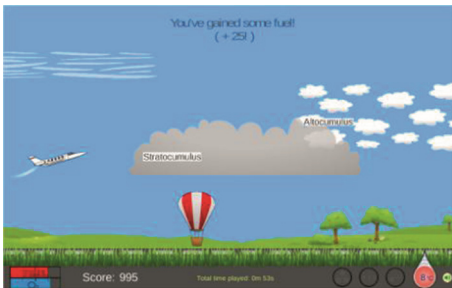 You've gained some fuel!
( + 25! )
Altocumulus
Stratocumulus
Score: 995
Total time played: 0m 53s